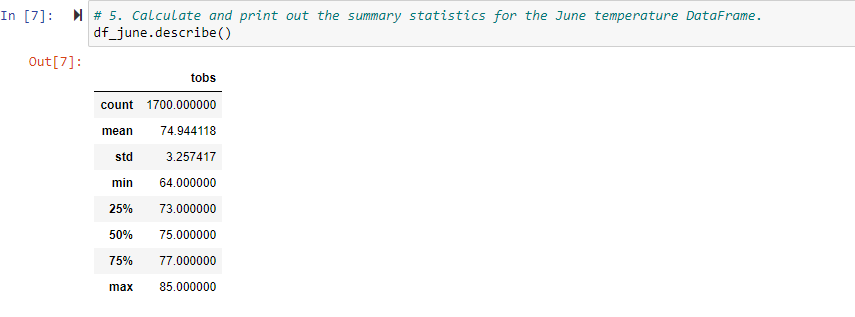 In [7]: # 5. Calculate and print out the summary statistics for the June temperature DataFrame.
df_june.describe()
Out[7]:
tobs
count 1700.000000
mean 74.944118
std 3.257417
min 64.000000
25% 73.000000
50% 75.000000
75% 77.000000
max 85.000000